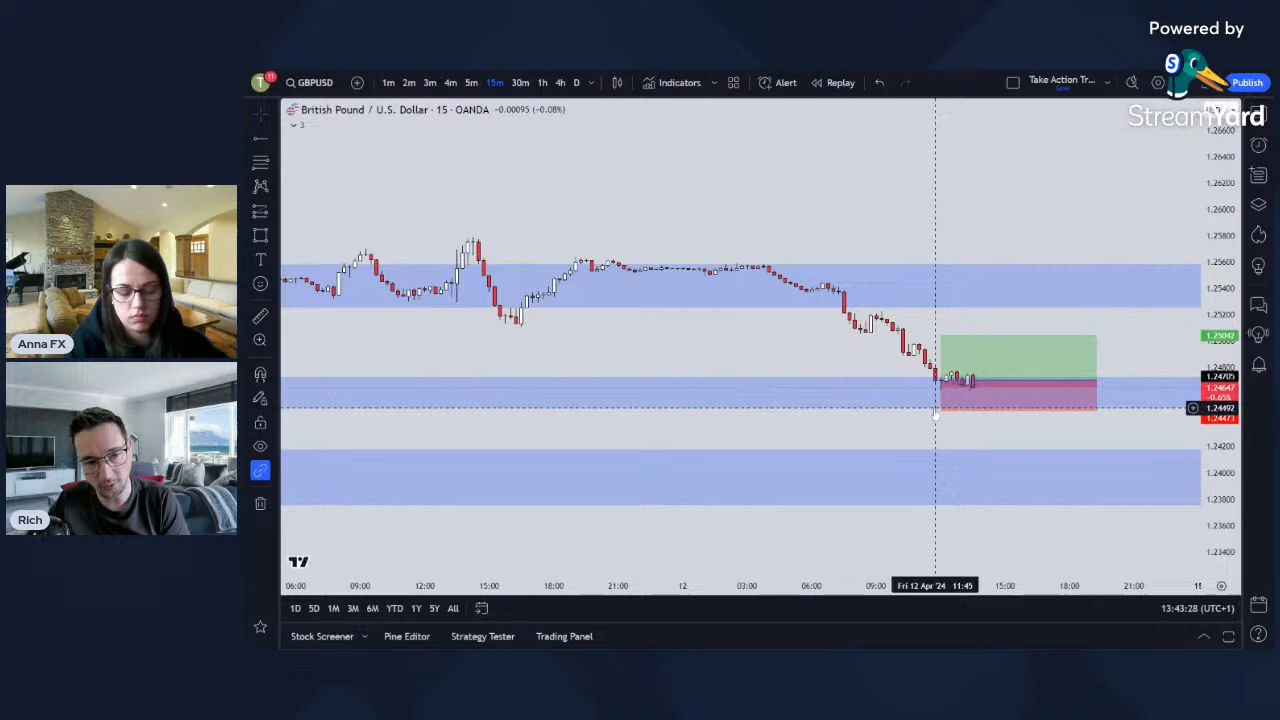 Powered by
S
StreamYard
T 11 GBPUSD 1m 2m 3m 4m 5m 15m 30m 1h 4h D Indicators Alert Replay Take Action Tr... Save Publish
British Pound / U.S. Dollar · 15 · OANDA -0.00095 (-0.08%)
3
1.26600
1.26400
1.26200
1.26000
1.25800
1.25600
1.25400
1.25200
1.25042
1.24705
1.24647
-0.65%
1.24492
1.24473
1.24200
1.24000
1.23800
1.23600
1.23400
Anna FX
Rich
06:00 09:00 12:00 15:00 18:00 21:00 12 03:00 06:00 09:00 Fri 12 Apr '24 11:45 15:00 18:00 21:00
1D 5D 1M 3M 6M YTD 1Y 5Y All 13:43:28 (UTC+1)
Stock Screener Pine Editor Strategy Tester Trading Panel